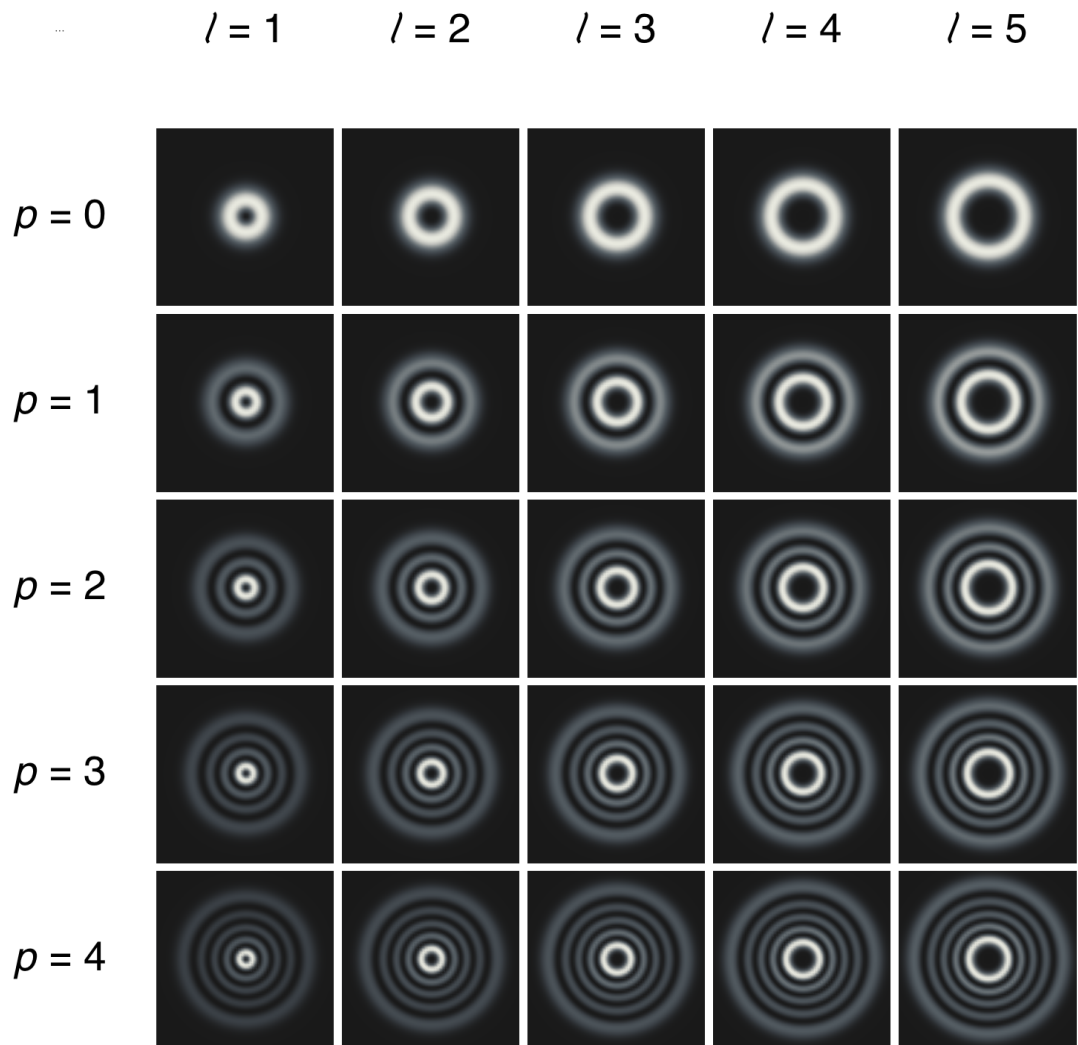 ... l = 1 l = 2 l = 3 l = 4 l = 5
p = 0
p = 1
p = 2
p = 3
p = 4